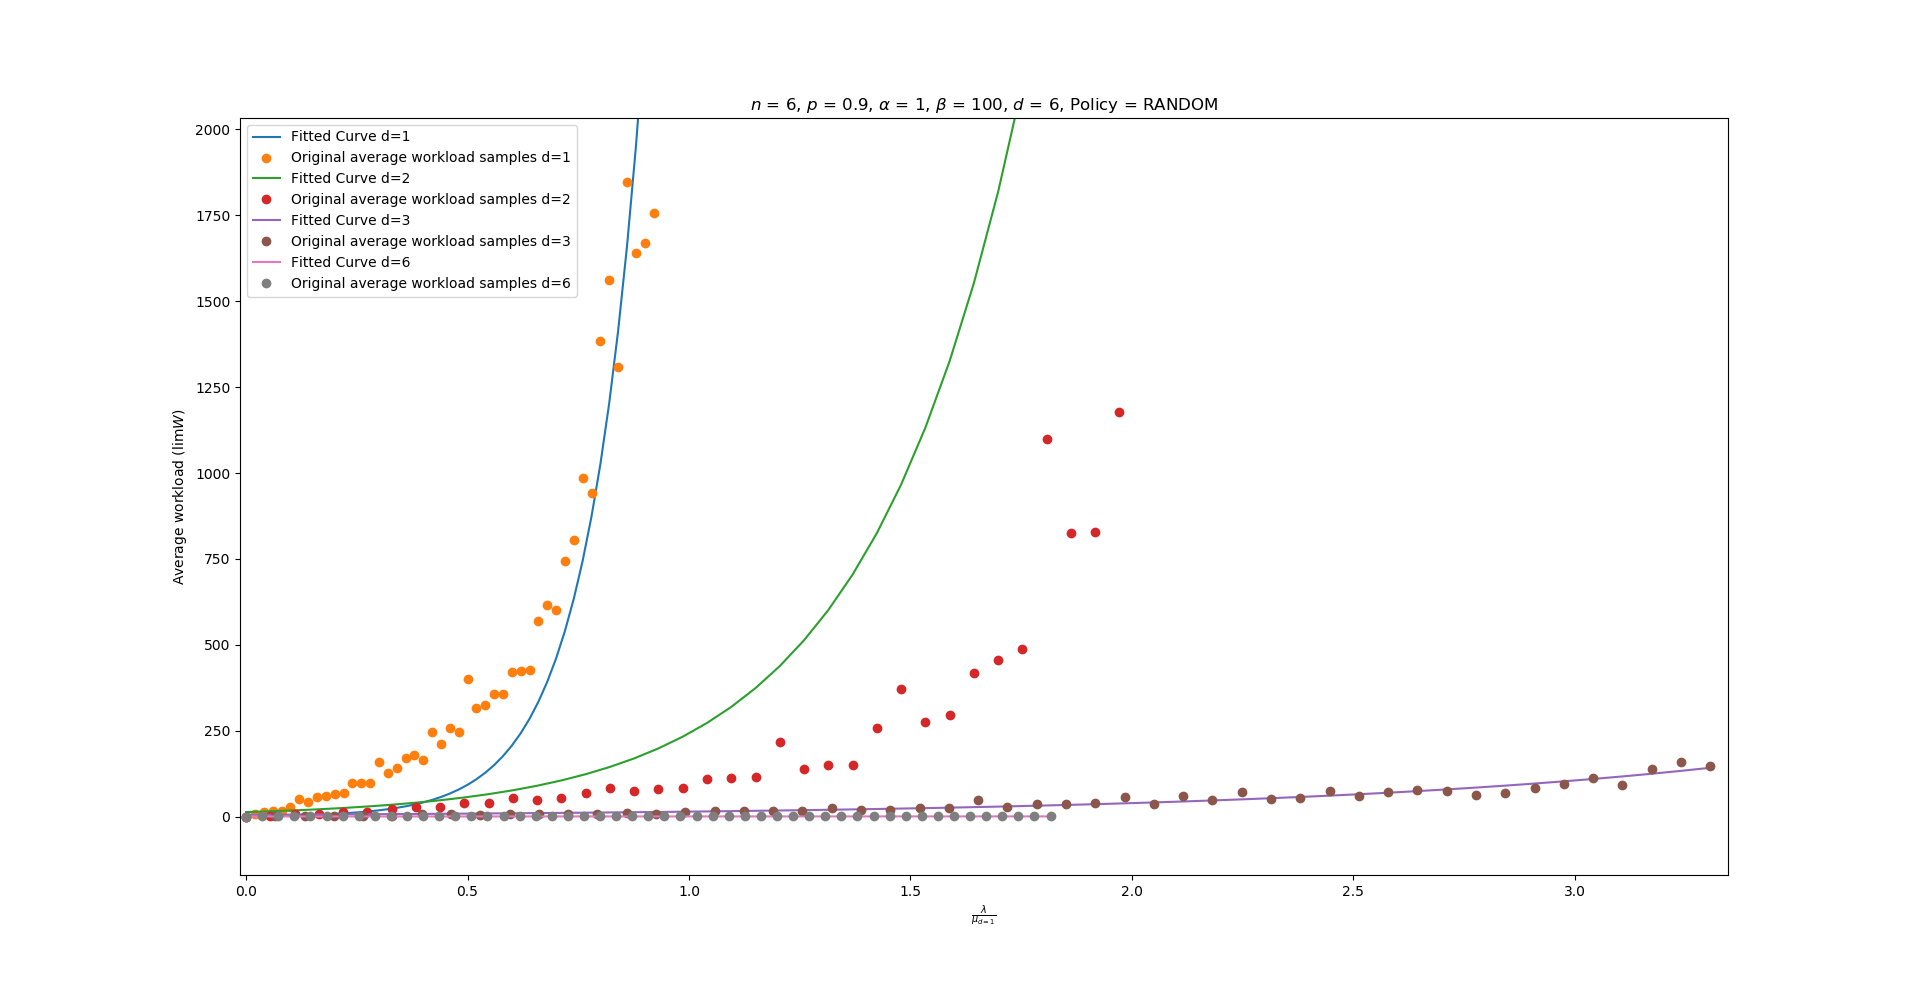 n = 6, p = 0.9, α = 1, β = 100, d = 6, Policy = RANDOM
Fitted Curve d=1
Original average workload samples d=1
Fitted Curve d=2
Original average workload samples d=2
Fitted Curve d=3
Original average workload samples d=3
Fitted Curve d=6
Original average workload samples d=6
2000
1750
1500
1250
1000
750
500
250
0
Average workload (limW)
0.0 0.5 1.0 1.5 2.0 2.5 3.0
λ
μd=1